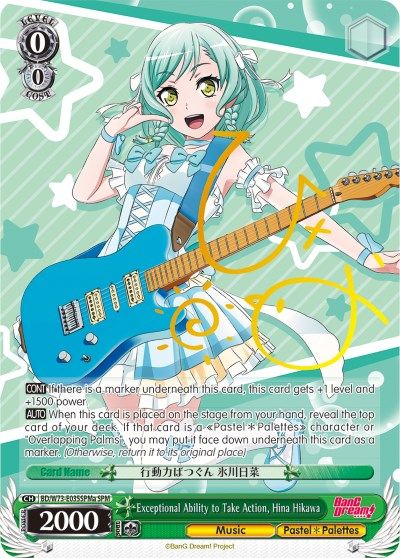 LEVEL
0
0
COST
ひな
CONT If there is a marker underneath this card, this card gets +1 level and
+1500 power
AUTO When this card is placed on the stage from your hand, reveal the
top card of your deck. If that card is a «Pastel＊Palettes» character or
"Overlapping Palms", you may put it face down underneath this card as a
marker. (Otherwise, return it to its original place)
Card Name 行動力ばつぐん 氷川日菜
CH BD/W73-E035SPMa SPM Exceptional Ability to Take Action, Hina Hikawa
BanG Dream!
POWER 2000 Music Pastel＊Palettes
©BanG Dream! Project